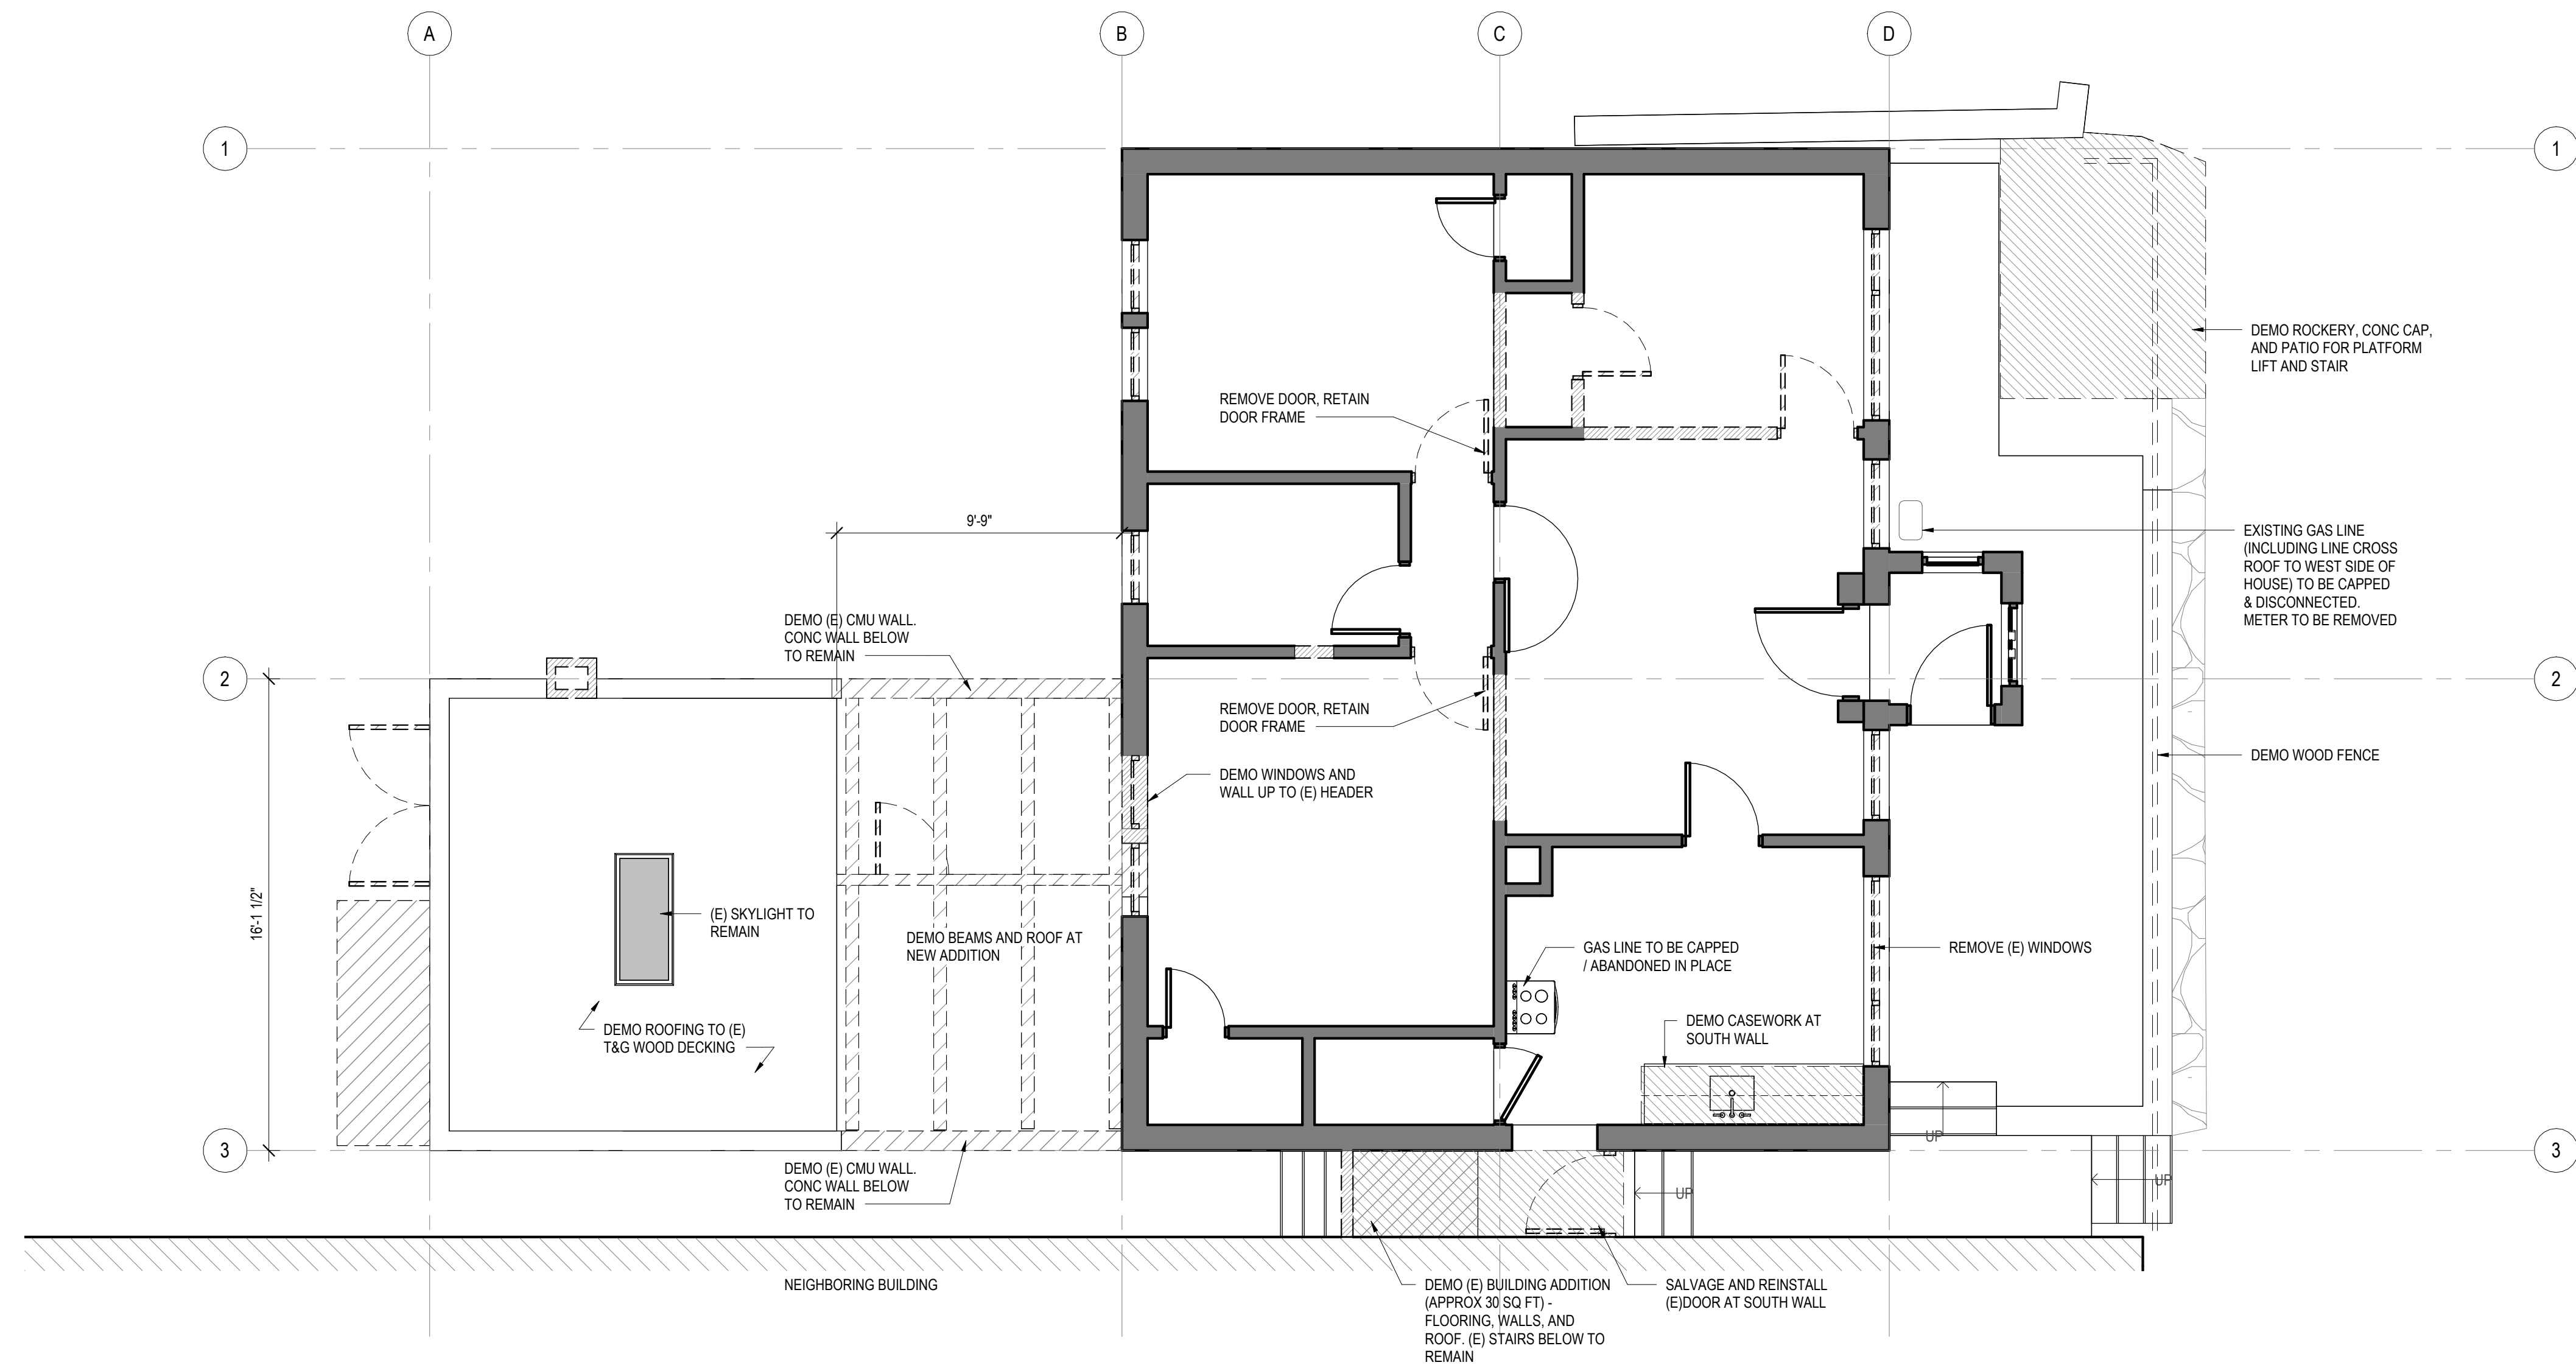 A
B
C
D
1
1
DEMO ROCKERY, CONC CAP,
AND PATIO FOR PLATFORM
LIFT AND STAIR
REMOVE DOOR, RETAIN
DOOR FRAME
9'-9"
EXISTING GAS LINE
(INCLUDING LINE CROSS
ROOF TO WEST SIDE OF
HOUSE) TO BE CAPPED
& DISCONNECTED.
METER TO BE REMOVED
DEMO (E) CMU WALL.
CONC WALL BELOW
TO REMAIN
2
2
REMOVE DOOR, RETAIN
DOOR FRAME
DEMO WOOD FENCE
DEMO WINDOWS AND
WALL UP TO (E) HEADER
16'-1 1/2"
(E) SKYLIGHT TO
REMAIN
DEMO BEAMS AND ROOF AT
NEW ADDITION
GAS LINE TO BE CAPPED
/ ABANDONED IN PLACE
REMOVE (E) WINDOWS
DEMO ROOFING TO (E)
T&G WOOD DECKING
DEMO CASEWORK AT
SOUTH WALL
UP
3
3
DEMO (E) CMU WALL.
CONC WALL BELOW
TO REMAIN
UP
UP
NEIGHBORING BUILDING
DEMO (E) BUILDING ADDITION
(APPROX 30 SQ FT) -
FLOORING, WALLS, AND
ROOF. (E) STAIRS BELOW TO
REMAIN
SALVAGE AND REINSTALL
(E)DOOR AT SOUTH WALL